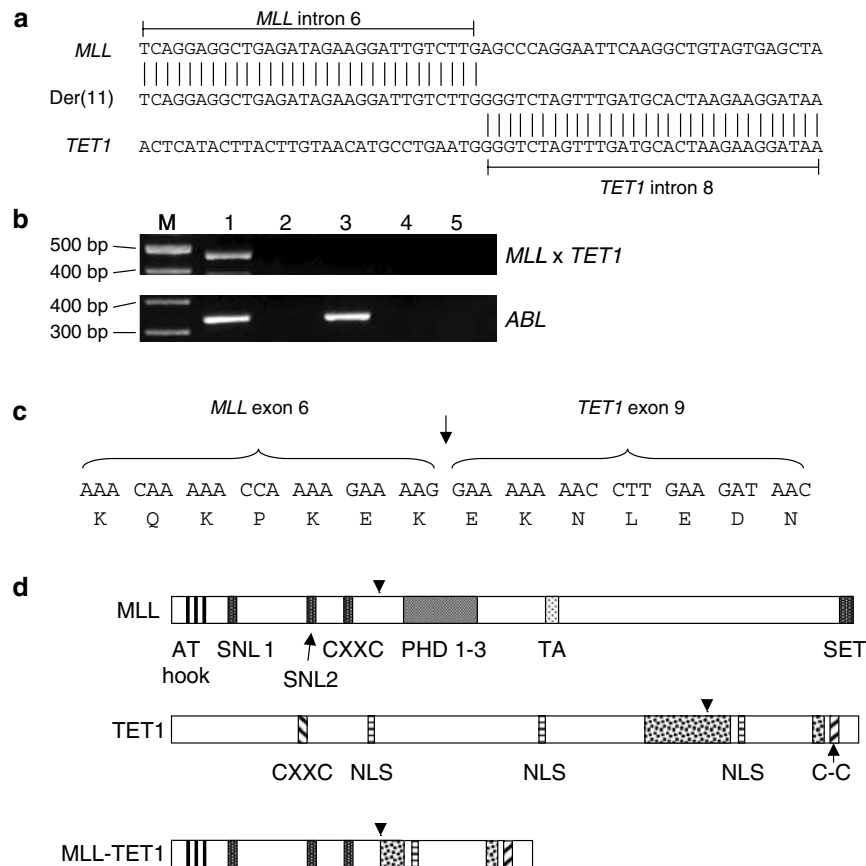 a
MLL intron 6
MLL TCAGGAGGCTGAGATAGAAGGATTGTCTTGAGCCCAGGAATTCAAGGCTGTAGTGAGCTA
Der(11) TCAGGAGGCTGAGATAGAAGGATTGTCTTGGGGTCTAGTTTGATGCACTAAGAAGGATAA
TET1 ACTCATACTTACTTGTAACATGCCTGAATGGGGTCTAGTTTGATGCACTAAGAAGGATAA
TET1 intron 8
b
M 1 2 3 4 5
500 bp
400 bp
MLL x TET1
400 bp
300 bp
ABL
c
MLL exon 6 TET1 exon 9
AAA CAA AAA CCA AAA GAA AAG GAA AAA AAC CTT GAA GAT AAC
K Q K P K E K E K N L E D N
d
MLL
AT hook SNL 1 SNL2 CXXC PHD 1-3 TA SET
TET1
CXXC NLS NLS NLS C-C
MLL-TET1